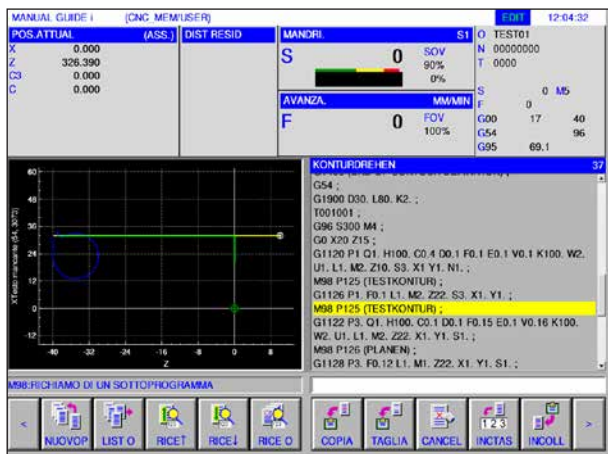 MANUAL GUIDE i (CNC_MEM/USER) EDIT 12:04:32
POS.ATTUAL (ASS.) DIST RESID
X 0.000
Z 326.390
C3 0.000
C 0.000
MANDRI. S1
S 0 SOV
90%
0%
AVANZA. MM/MIN
F 0 FOV
100%
O TEST01
N 00000000
T 0000
S 0 M5
F 0
G00 17 40
G54 96
G95 69.1
60
48
36
24
12
0
-12
-40 -32 -24 -16 -8 0 8
Z
KONTURDREHEN 37
G54 ;
G1900 D30. L80. K2. ;
T001001 ;
G96 S300 M4 ;
G0 X20 Z15 ;
G1120 P1 Q1. H100. C0.4 D0.1 F0.1 E0.1 V0.1 K100. W2.
U1. L1. M2. Z10. S3. X1 Y1. N1. ;
M98 P125 (TESTKONTUR) ;
G1126 P1. F0.1 L1. M2. Z22. S3. X1. Y1. ;
M98 P125 (TESTKONTUR) ;
G1122 P3. Q1. H100. C0.1 D0.1 F0.15 E0.1 V0.16 K100.
W2. U1. L1. M2. Z22. X1. Y1. S1. ;
M98 P126 (PLANEN) ;
G1128 P3. F0.12 L1. M1. Z22. X1. Y1. S1. ;
M98:RICHIAMO DI UN SOTTOPROGRAMMA
< NUOVOP LIST O RICE↑ RICE↓ RICE O COPIA TAGLIA CANCEL INCTAS INCOLL >
123